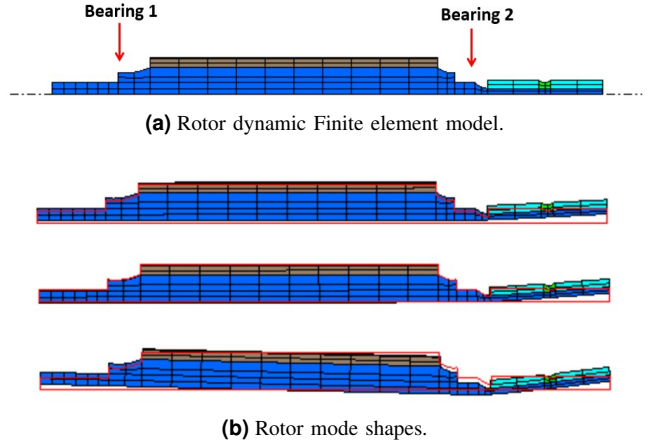 Bearing 1
Bearing 2
(a) Rotor dynamic Finite element model.
(b) Rotor mode shapes.